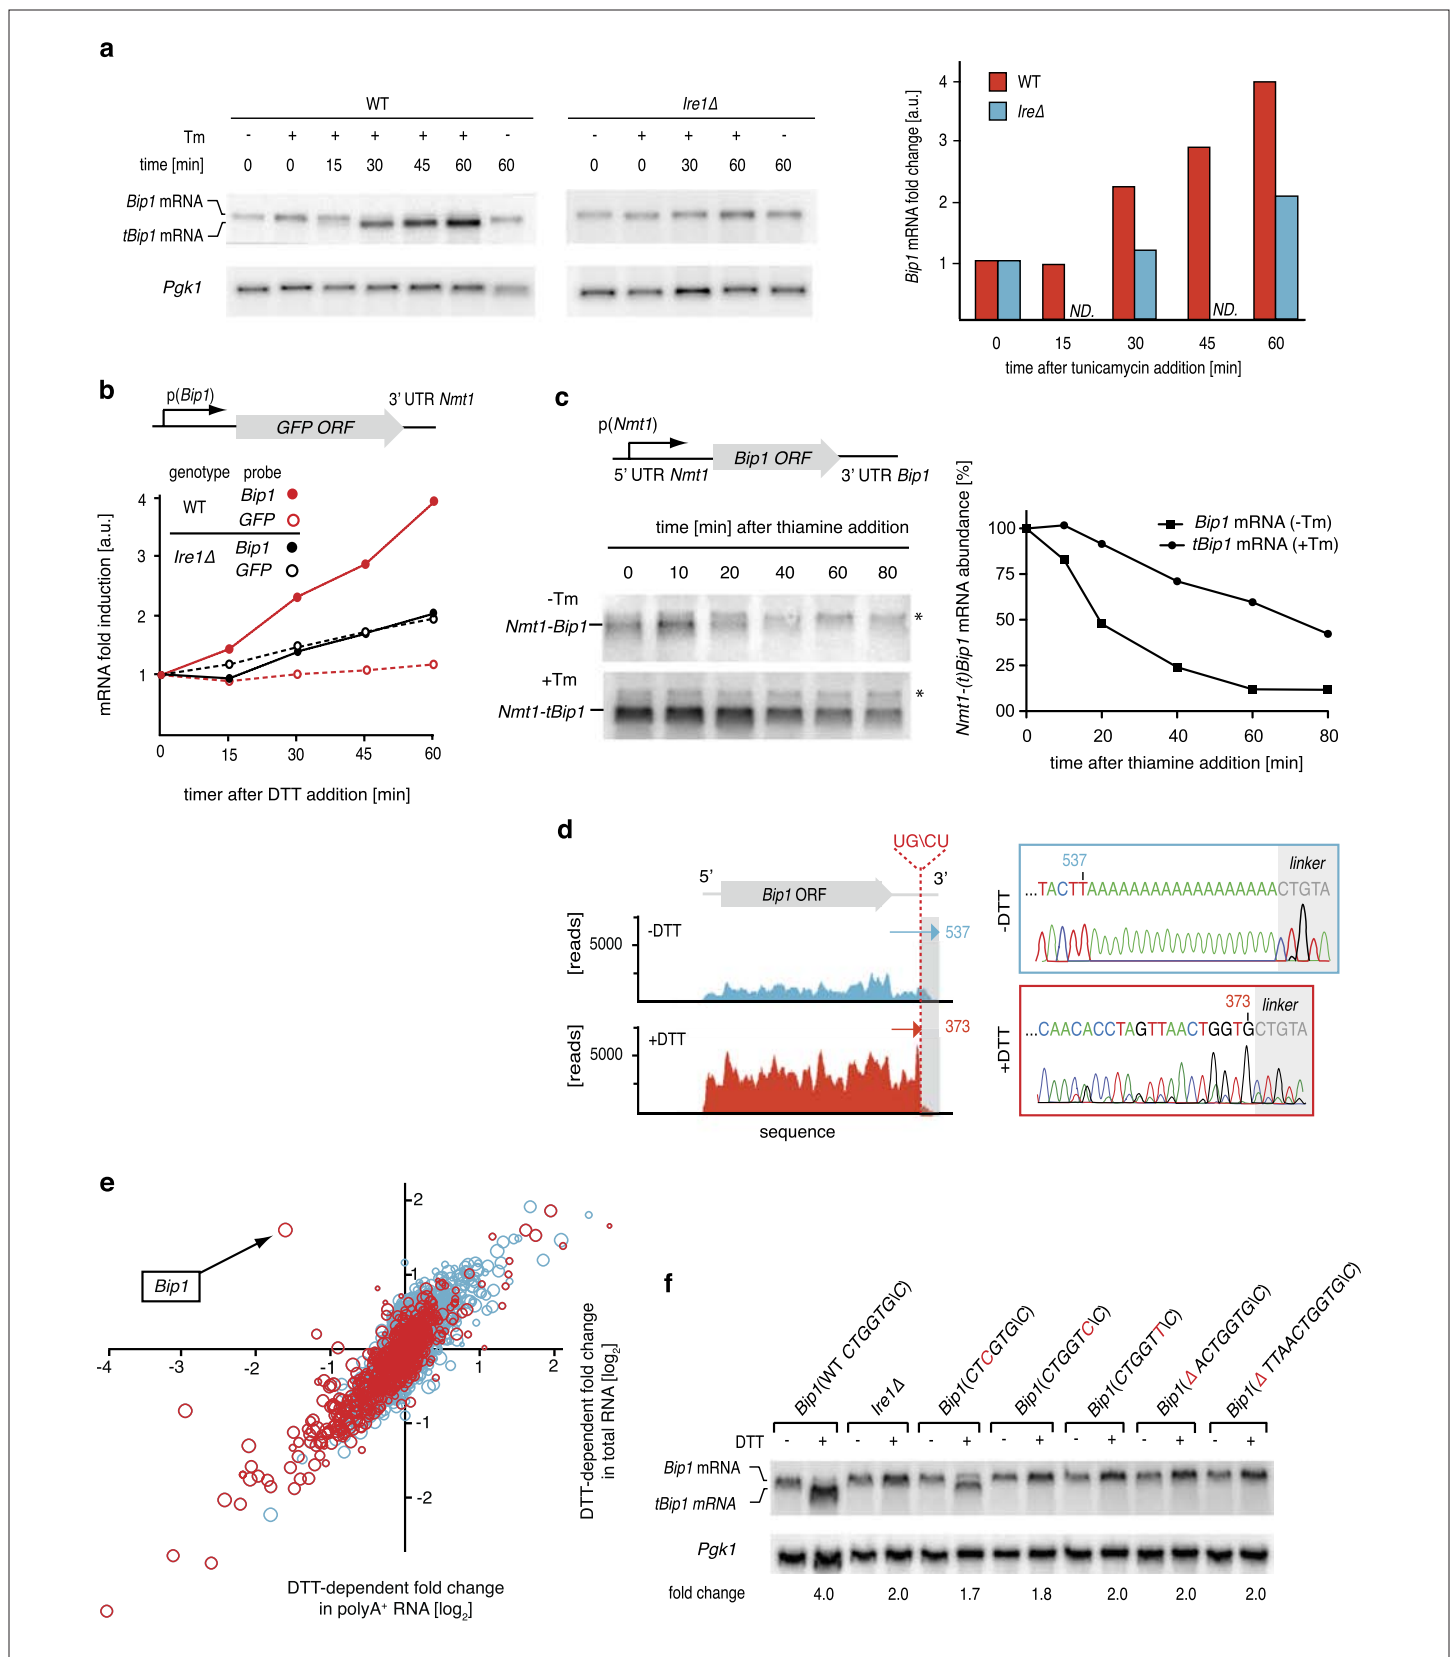 a
WT
Ire1Δ
Tm - + + + + + - - + + + -
time [min] 0 0 15 30 45 60 60 0 0 30 60 60
Bip1 mRNA
tBip1 mRNA
Pgk1
Bip1 mRNA fold change [a.u.]
4
3
2
1
WT
IreΔ
ND.
ND.
0 15 30 45 60
time after tunicamycin addition [min]
b
p(Bip1)
3' UTR Nmt1
GFP ORF
genotype probe
WT
Bip1
GFP
Ire1Δ
Bip1
GFP
mRNA fold induction [a.u.]
4
3
2
1
0 15 30 45 60
timer after DTT addition [min]
c
p(Nmt1)
Bip1 ORF
5' UTR Nmt1
3' UTR Bip1
time [min] after thiamine addition
0 10 20 40 60 80
-Tm
Nmt1-Bip1
*
+Tm
Nmt1-tBip1
*
Nmt1-(t)Bip1 mRNA abundance [%]
100
75
50
25
00
Bip1 mRNA (-Tm)
tBip1 mRNA (+Tm)
0 20 40 60 80
time after thiamine addition [min]
d
UG\CU
5'
3'
Bip1 ORF
[reads]
5000
-DTT
537
[reads]
5000
+DTT
373
sequence
-DTT
537
linker
...TACTTAAAAAAAAAAAAAAAAAACTGTA
+DTT
373
linker
...CAACACCTAGTTAACTGGTGCTGTA
e
Bip1
2
1
-1
-2
-4 -3 -2 -1 1 2
DTT-dependent fold change
in total RNA [log2]
DTT-dependent fold change
in polyA+ RNA [log2]
f
Bip1(WT CTGGTG\C)
Ire1Δ
Bip1(CTCGTG\C)
Bip1(CTGGTC\C)
Bip1(CTGGTT\C)
Bip1(Δ ACTGGTG\C)
Bip1(Δ TTAACTGGTG\C)
DTT - + - + - + - + - + - + - +
Bip1 mRNA
tBip1 mRNA
Pgk1
fold change 4.0 2.0 1.7 1.8 2.0 2.0 2.0